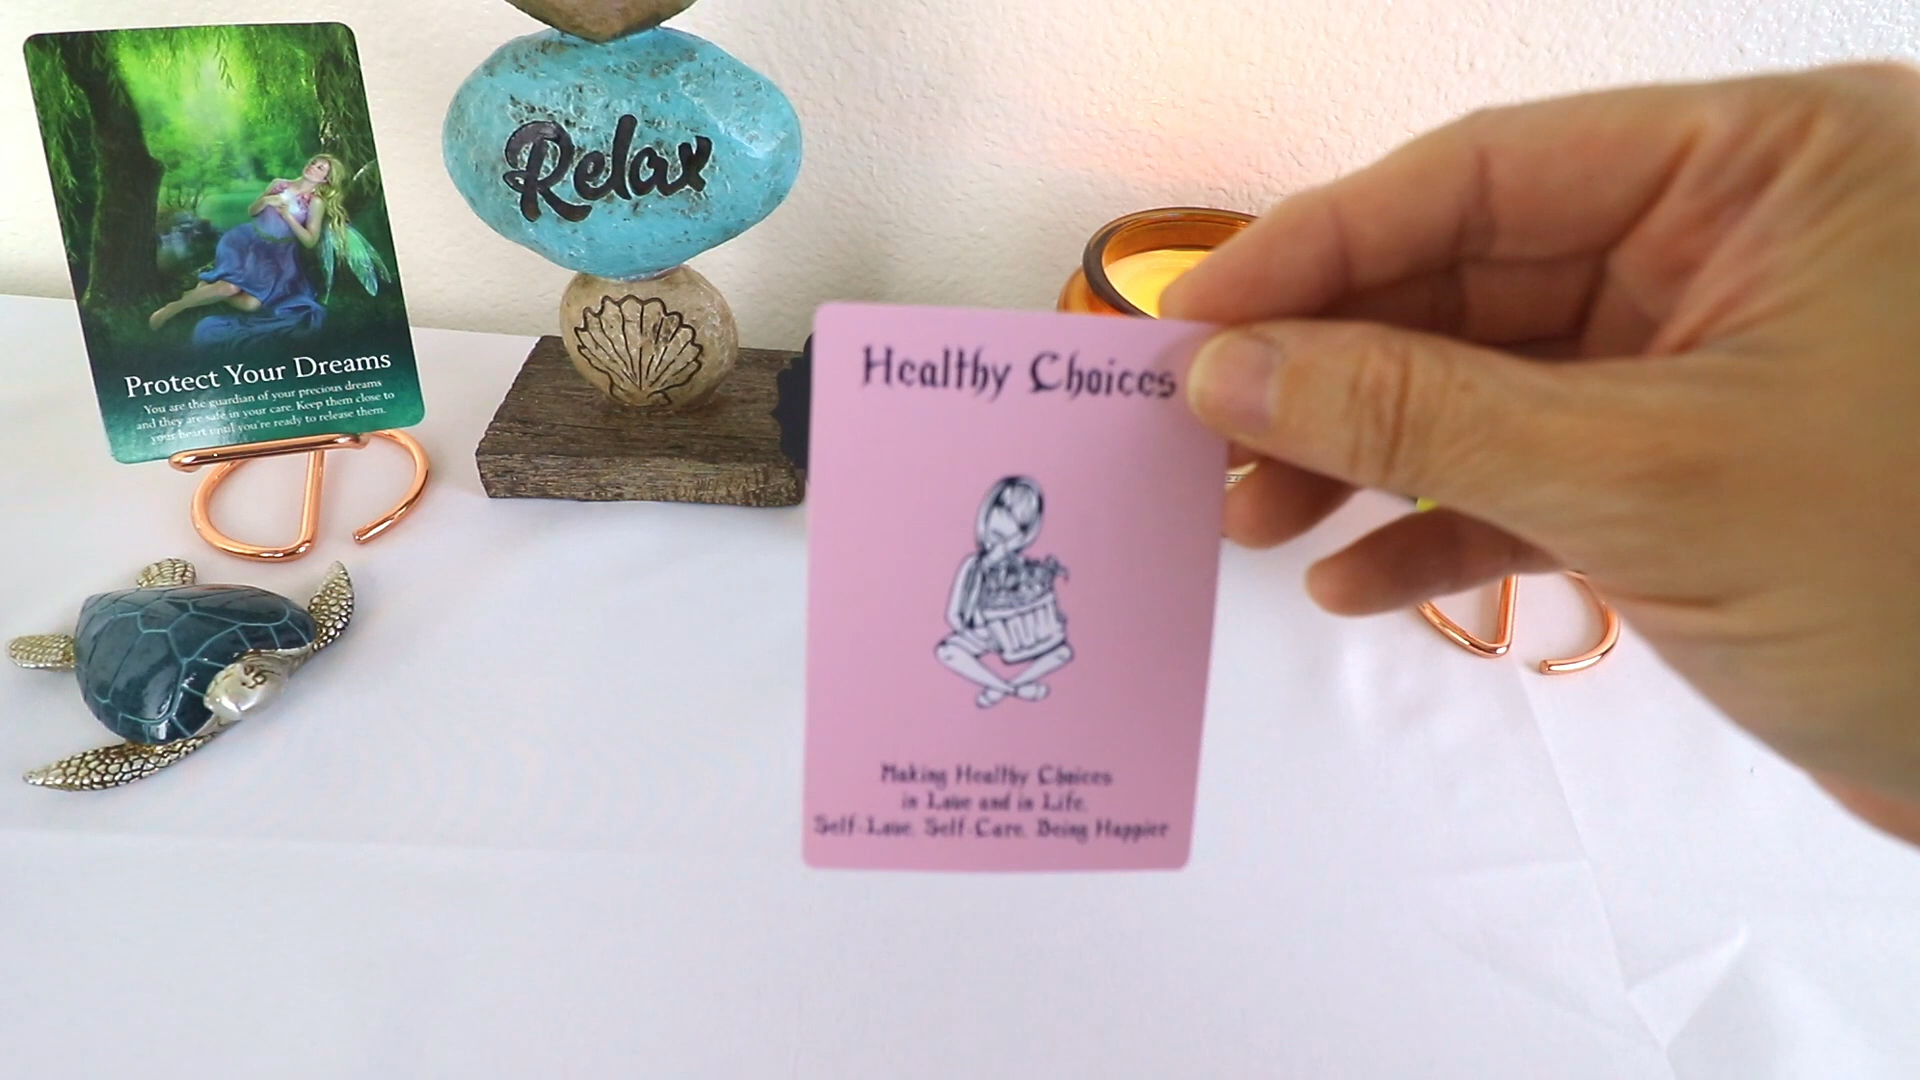 Protect Your Dreams
You are the guardian of your precious dreams
and they are safe in your care. Keep them close to
your heart until you're ready to release them.
Relax
Healthy Choices
Making Healthy Choices
in Love and in Life.
Self-Love, Self-Care, Being Happier